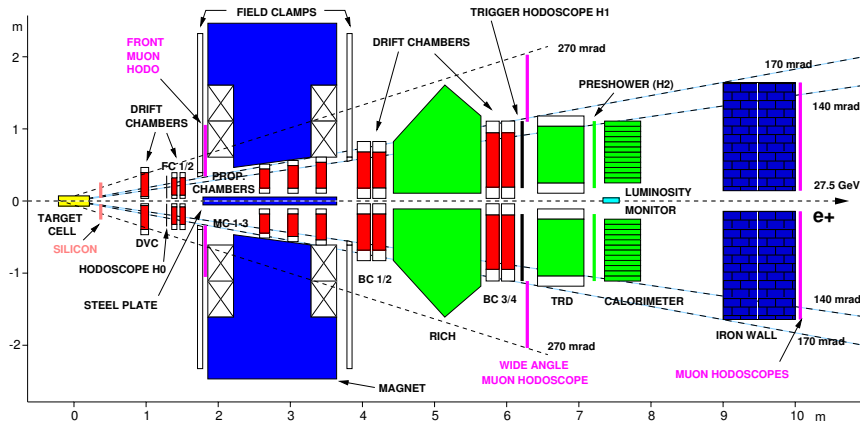 FIELD CLAMPS
TRIGGER HODOSCOPE H1
m
2
1
0
-1
-2
FRONT
MUON
HODO
DRIFT CHAMBERS
270 mrad
170 mrad
PRESHOWER (H2)
140 mrad
DRIFT
CHAMBERS
FC 1/2
PROP.
CHAMBERS
27.5 GeV
LUMINOSITY
MONITOR
e+
TARGET
CELL
SILICON
DVC
MC 1-3
HODOSCOPE H0
STEEL PLATE
BC 1/2
BC 3/4
TRD
CALORIMETER
RICH
140 mrad
IRON WALL
170 mrad
270 mrad
WIDE ANGLE
MUON HODOSCOPE
MUON HODOSCOPES
MAGNET
0 1 2 3 4 5 6 7 8 9 10 m